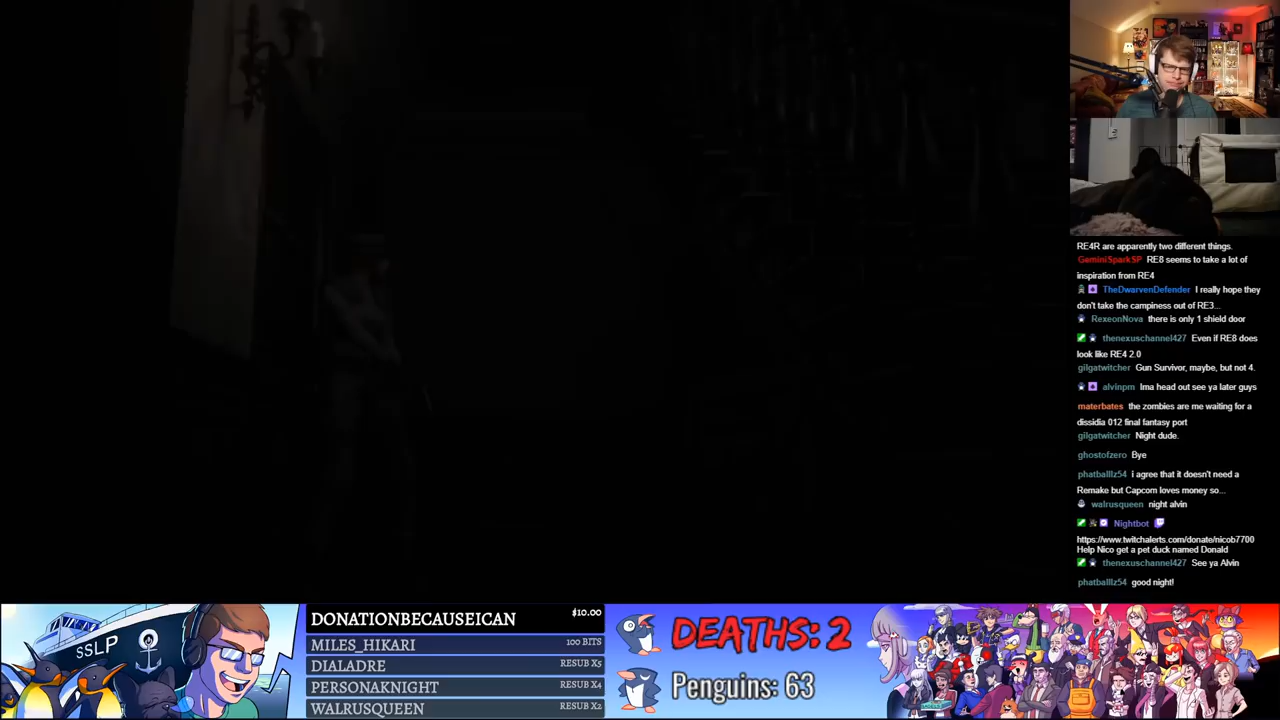 RE4R are apparently two different things.
GeminiSparkSP RE8 seems to take a lot of
inspiration from RE4
TheDwarvenDefender I really hope they
don't take the campiness out of RE3...
RexeonNova there is only 1 shield door
thenexuschannel427 Even if RE8 does
look like RE4 2.0
gilgatwitcher Gun Survivor, maybe, but not 4.
alvinpm Ima head out see ya later guys
materbates the zombies are me waiting for a
dissidia 012 final fantasy port
gilgatwitcher Night dude.
ghostofzero Bye
phatballlz54 i agree that it doesn't need a
Remake but Capcom loves money so...
walrusqueen night alvin
Nightbot
https://www.twitchalerts.com/donate/nicob7700
Help Nico get a pet duck named Donald
thenexuschannel427 See ya Alvin
phatballlz54 good night!
SSLP
DONATIONBECAUSEICAN $10.00
MILES_HIKARI 100 BITS
DIALADRE RESUB X5
PERSONAKNIGHT RESUB X4
WALRUSQUEEN RESUB X2
DEATHS: 2
Penguins: 63